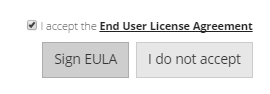 I accept the End User License Agreement
Sign EULA
I do not accept